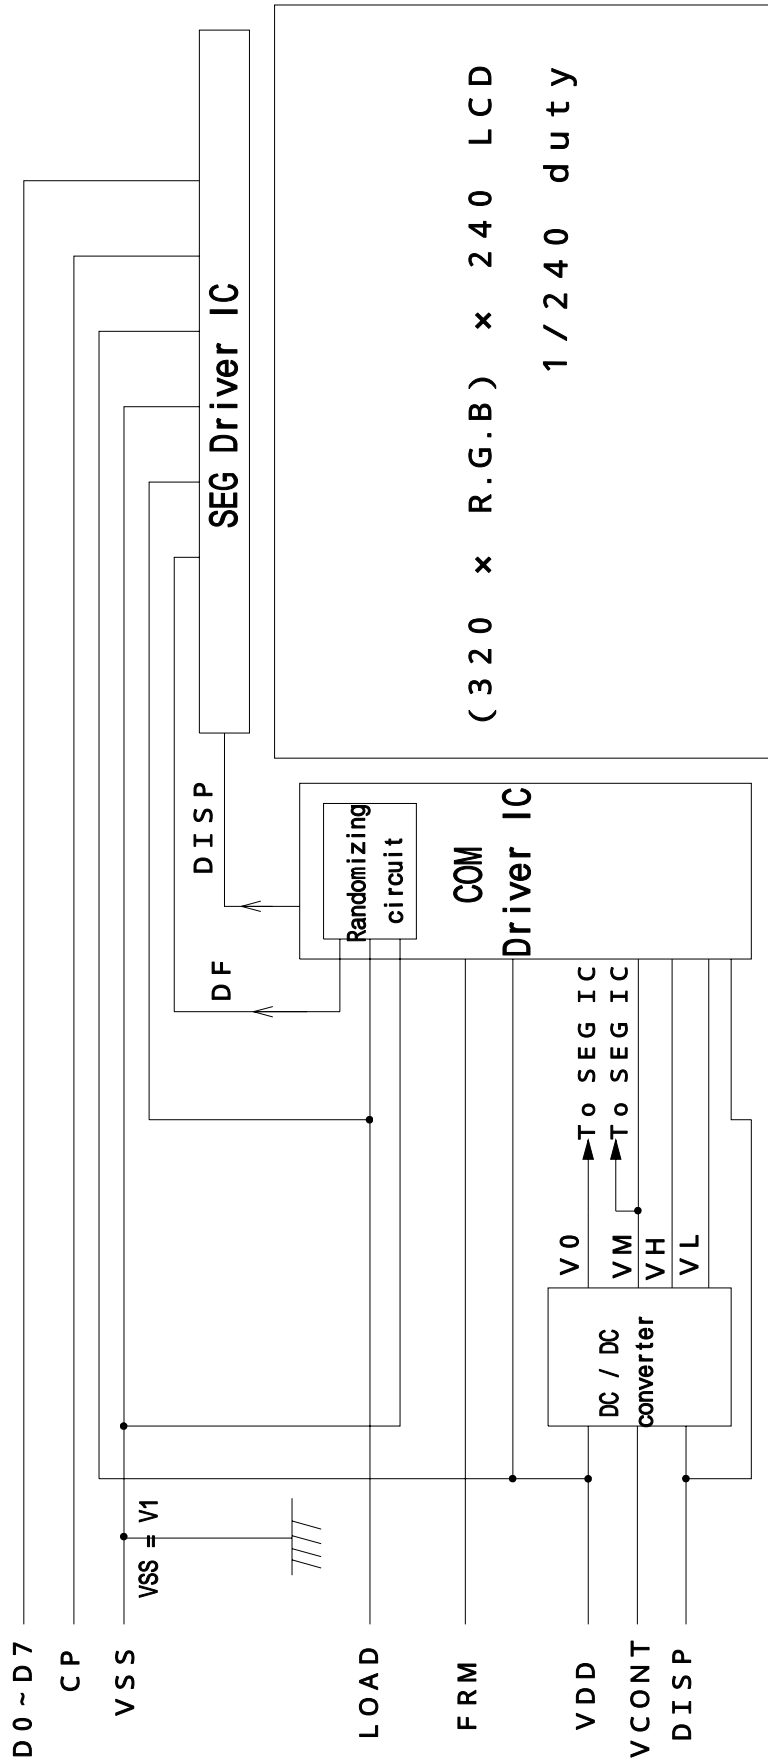 D0~D7
CP
VSS
VSS = V1
LOAD
FRM
VDD
VCONT
DISP
DC / DC
converter
V0
VM
VH
VL
To SEG IC
To SEG IC
DF
DISP
Randomizing
circuit
COM
Driver IC
SEG Driver IC
(320 × R.G.B) × 240 LCD
1/240 duty